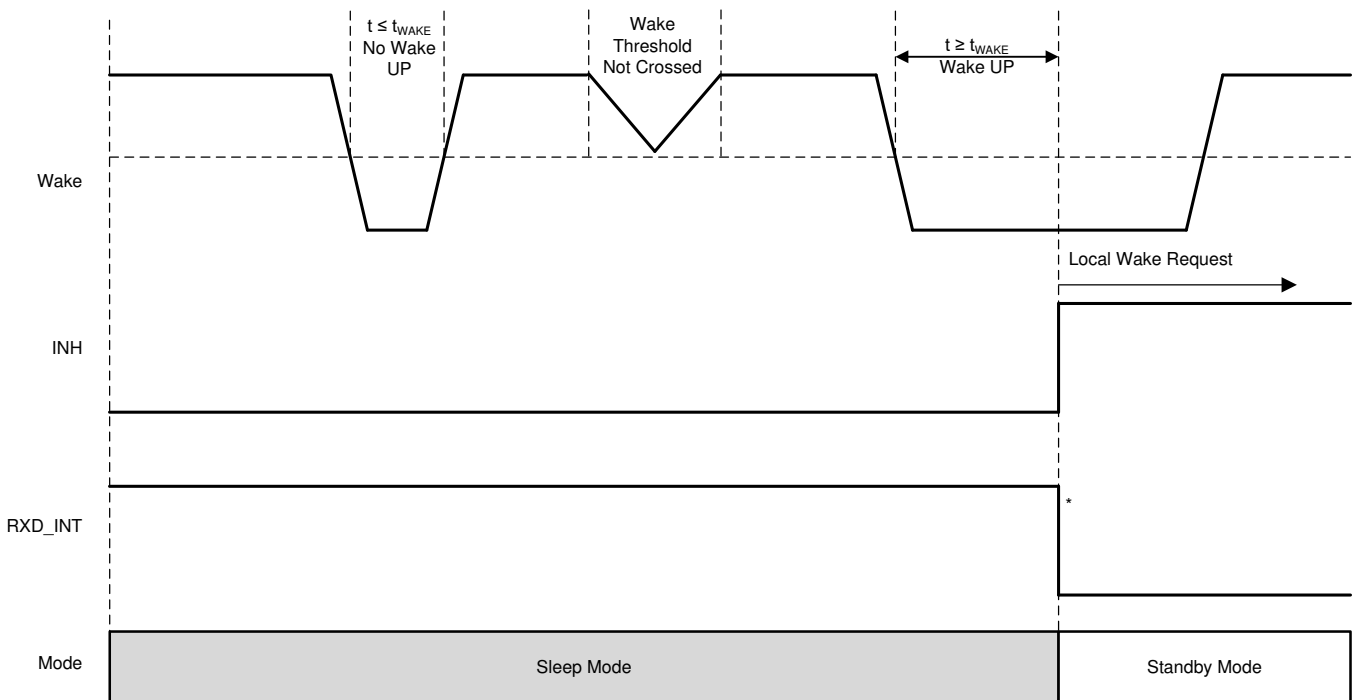 t ≤ tWAKE
No Wake
UP
Wake
Threshold
Not Crossed
t ≥ tWAKE
Wake UP
Wake
Local Wake Request
INH
*
RXD_INT
Mode
Sleep Mode
Standby Mode